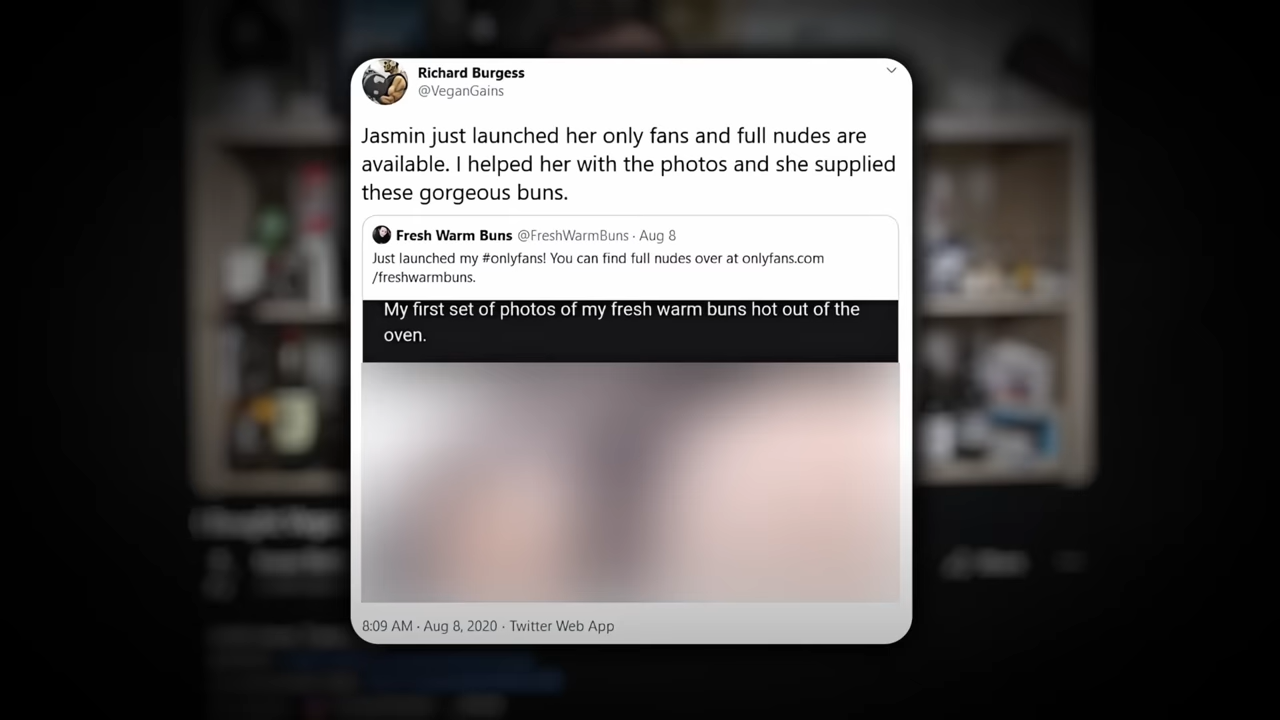 Richard Burgess
@VeganGains
Jasmin just launched her only fans and full nudes are
available. I helped her with the photos and she supplied
these gorgeous buns.
Fresh Warm Buns @FreshWarmBuns · Aug 8
Just launched my #onlyfans! You can find full nudes over at onlyfans.com
/freshwarmbuns.
My first set of photos of my fresh warm buns hot out of the
oven.
8:09 AM · Aug 8, 2020 · Twitter Web App